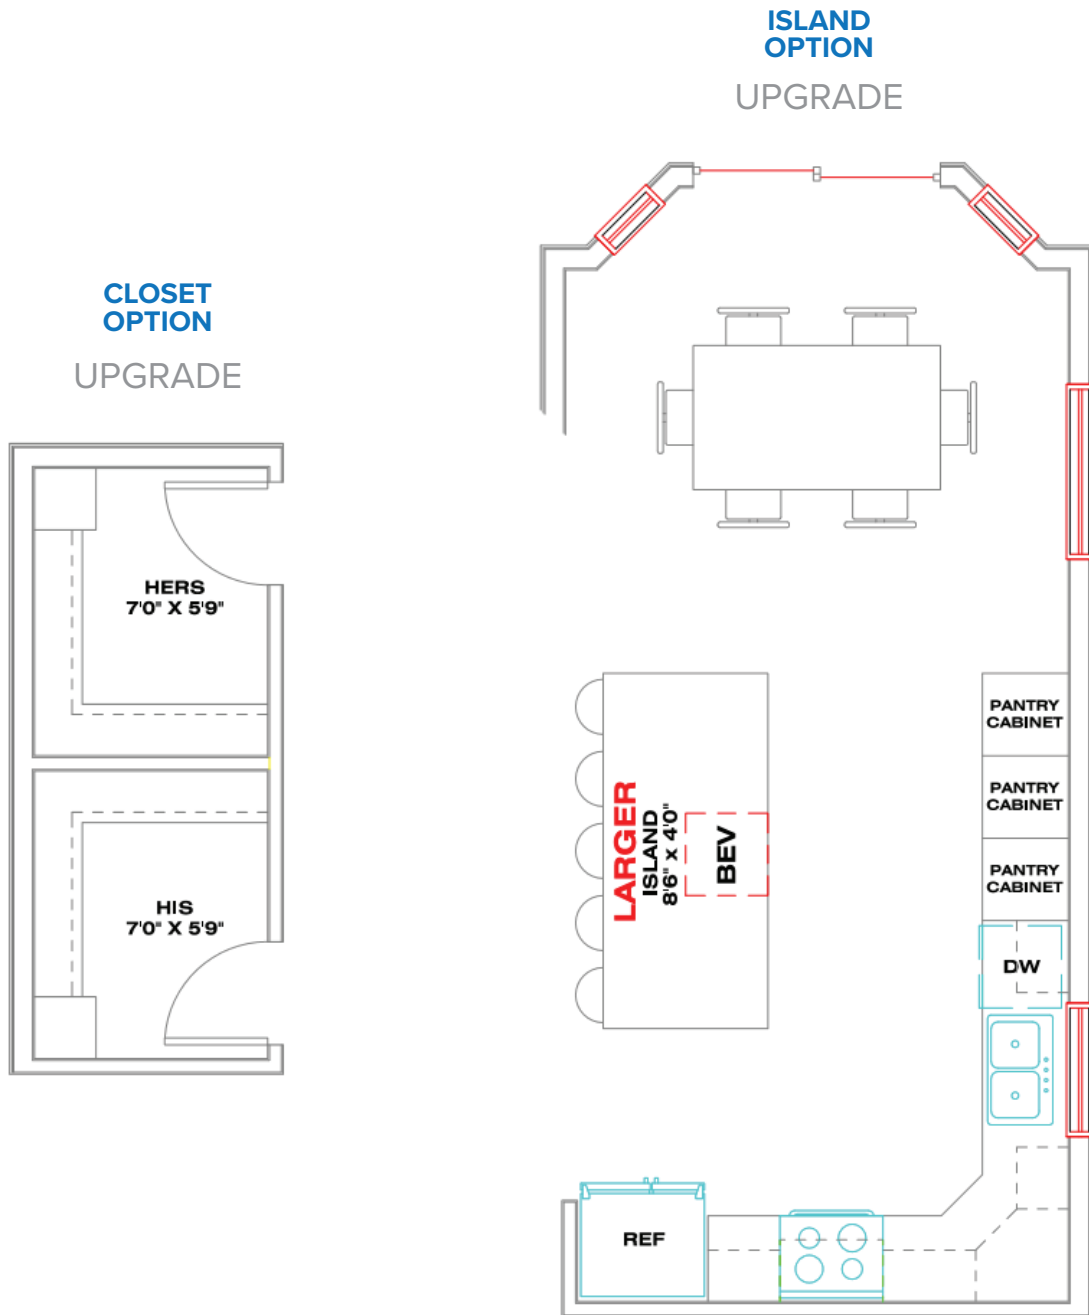 ISLAND
OPTION
UPGRADE
CLOSET
OPTION
UPGRADE
HERS
7'0" X 5'9"
HIS
7'0" X 5'9"
LARGER
ISLAND
8'6" x 4'0"
BEV
PANTRY
CABINET
PANTRY
CABINET
PANTRY
CABINET
DW
REF